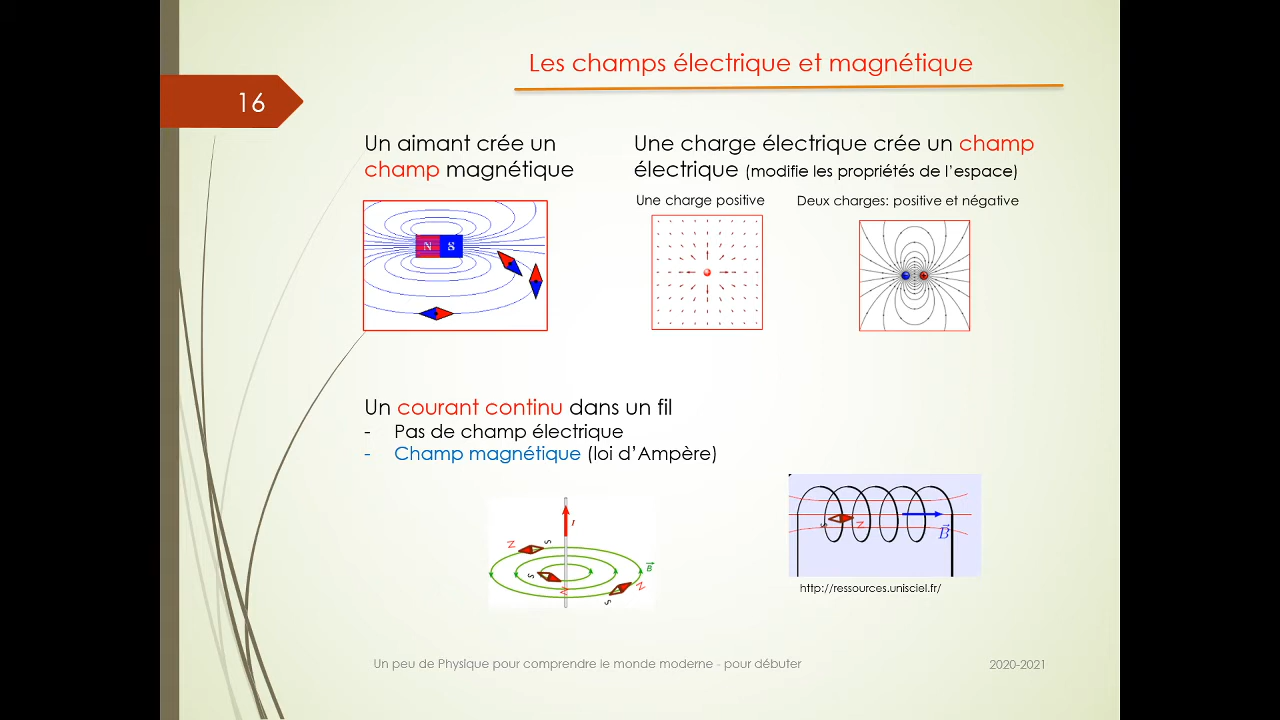 Les champs électrique et magnétique
16
Un aimant crée un
champ magnétique
Une charge électrique crée un champ
électrique (modifie les propriétés de l'espace)
Une charge positive
Deux charges: positive et négative
N S
Un courant continu dans un fil
- Pas de champ électrique
- Champ magnétique (loi d'Ampère)
I
N S
S N
B
S N
S N
B
http://ressources.unisciel.fr/
Un peu de Physique pour comprendre le monde moderne - pour débuter
2020-2021